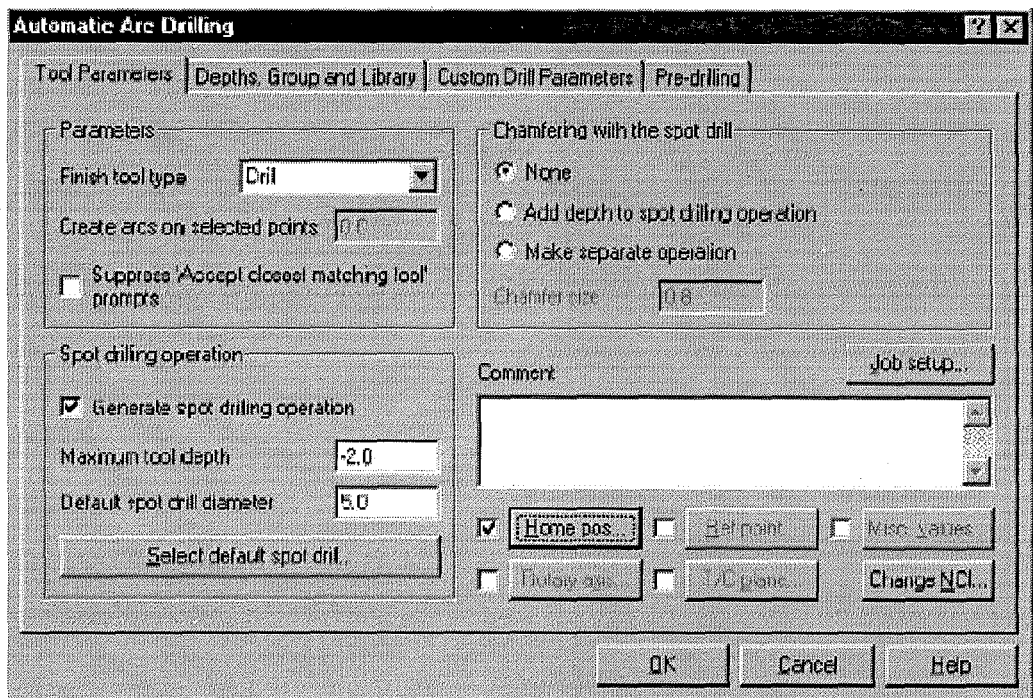 Automatic Arc Drilling
Tool Parameters
Depths, Group and Library
Custom Drill Parameters
Pre-drilling
Parameters
Finish tool type
Drill
Create arcs on selected points
0.0
Suppress 'Accept closest matching tool'
prompts
Chamfering with the spot drill
None
Add depth to spot drilling operation
Make separate operation
Chamfer size
0.8
Spot drilling operation
Generate spot drilling operation
Maximum tool depth
-2.0
Default spot drill diameter
5.0
Select default spot drill...
Job setup...
Comment
Home pos...
Ref point...
Misc. values
Rotary axis...
T/C plane...
Change NCI...
OK
Cancel
Help